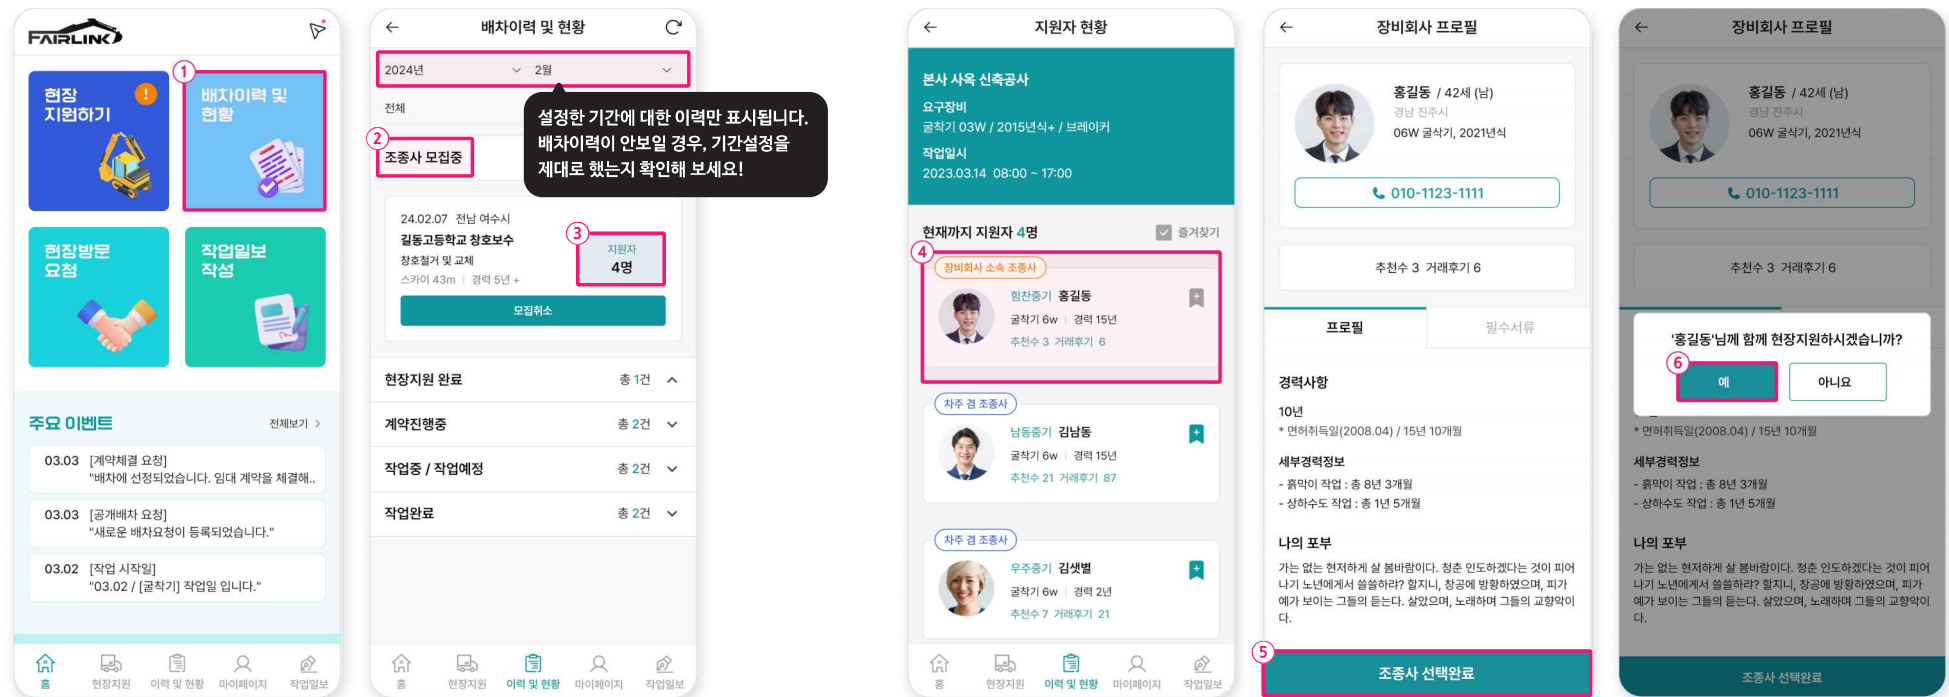 FAIRLINK
①
현장
지원하기
!
배차이력 및
현황
현장방문
요청
작업일보
작성
주요 이벤트
전체보기 >
03.03 [계약체결 요청]
"배차에 선정되었습니다. 임대 계약을 체결해..
03.03 [공개배차 요청]
"새로운 배차요청이 등록되었습니다."
03.02 [작업 시작일]
"03.02 / [굴착기] 작업일 입니다."
홈 현장지원 이력 및 현황 마이페이지 작업일보
배차이력 및 현황
2024년 2월
전체
설정한 기간에 대한 이력만 표시됩니다.
배차이력이 안보일 경우, 기간설정을
제대로 했는지 확인해 보세요!
②
조종사 모집중
24.02.07 전남 여수시
길동고등학교 창호보수
창호철거 및 교체
스카이 43m | 경력 5년 +
③
지원자
4명
모집취소
현장지원 완료 총 1건
계약진행중 총 2건
작업중 / 작업예정 총 2건
작업완료 총 2건
홈 현장지원 이력 및 현황 마이페이지 작업일보
지원자 현황
본사 사옥 신축공사
요구장비
굴착기 03W / 2015년식+ / 브레이커
작업일시
2023.03.14 08:00 ~ 17:00
현재까지 지원자 4명 즐겨찾기
④
장비회사 소속 조종사
힘찬중기 홍길동
굴착기 6w | 경력 15년
추천수 3 거래후기 6
차주 겸 조종사
남동중기 김남동
굴착기 6w | 경력 15년
추천수 21 거래후기 87
차주 겸 조종사
우주중기 김샛별
굴착기 6w | 경력 2년
추천수 7 거래후기 21
홈 현장지원 이력 및 현황 마이페이지 작업일보
장비회사 프로필
홍길동 / 42세 (남)
경남 진주시
06W 굴삭기, 2021년식
010-1123-1111
추천수 3 거래후기 6
프로필 필수서류
경력사항
10년
* 면허취득일(2008.04) / 15년 10개월
세부경력정보
- 흙막이 작업 : 총 8년 3개월
- 상하수도 작업 : 총 1년 5개월
나의 포부
가는 없는 현저하게 살 봄바람이다. 청춘 인도하겠다는 것이 피어
나기 노년에게서 쓸쓸하랴? 할지니, 창공에 방황하였으며, 피가
예가 보이는 그들의 듣는다. 살았으며, 노래하며 그들의 교향악이
다.
⑤
조종사 선택완료
장비회사 프로필
홍길동 / 42세 (남)
경남 진주시
06W 굴삭기, 2021년식
010-1123-1111
추천수 3 거래후기 6
'홍길동'님께 함께 현장지원하시겠습니까?
⑥
예 아니요
* 면허취득일(2008.04) / 15년 10개월
세부경력정보
- 흙막이 작업 : 총 8년 3개월
- 상하수도 작업 : 총 1년 5개월
나의 포부
가는 없는 현저하게 살 봄바람이다. 청춘 인도하겠다는 것이 피어
나기 노년에게서 쓸쓸하랴? 할지니, 창공에 방황하였으며, 피가
예가 보이는 그들의 듣는다. 살았으며, 노래하며 그들의 교향악이
다.
조종사 선택완료